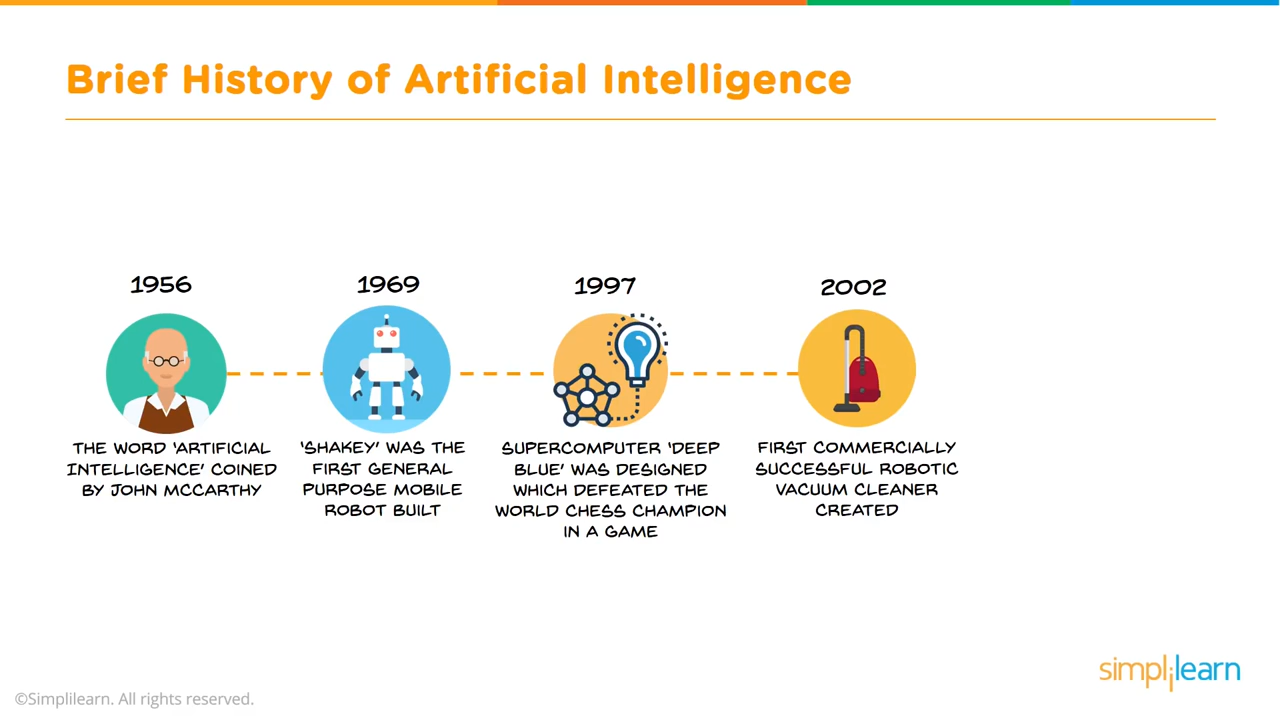 Brief History of Artificial Intelligence
1956
THE WORD ‘ARTIFICIAL
INTELLIGENCE’ COINED
BY JOHN MCCARTHY
1969
‘SHAKEY’ WAS THE
FIRST GENERAL
PURPOSE MOBILE
ROBOT BUILT
1997
SUPERCOMPUTER ‘DEEP
BLUE’ WAS DESIGNED
WHICH DEFEATED THE
WORLD CHESS CHAMPION
IN A GAME
2002
FIRST COMMERCIALLY
SUCCESSFUL ROBOTIC
VACUUM CLEANER
CREATED
simplilearn
©Simplilearn. All rights reserved.